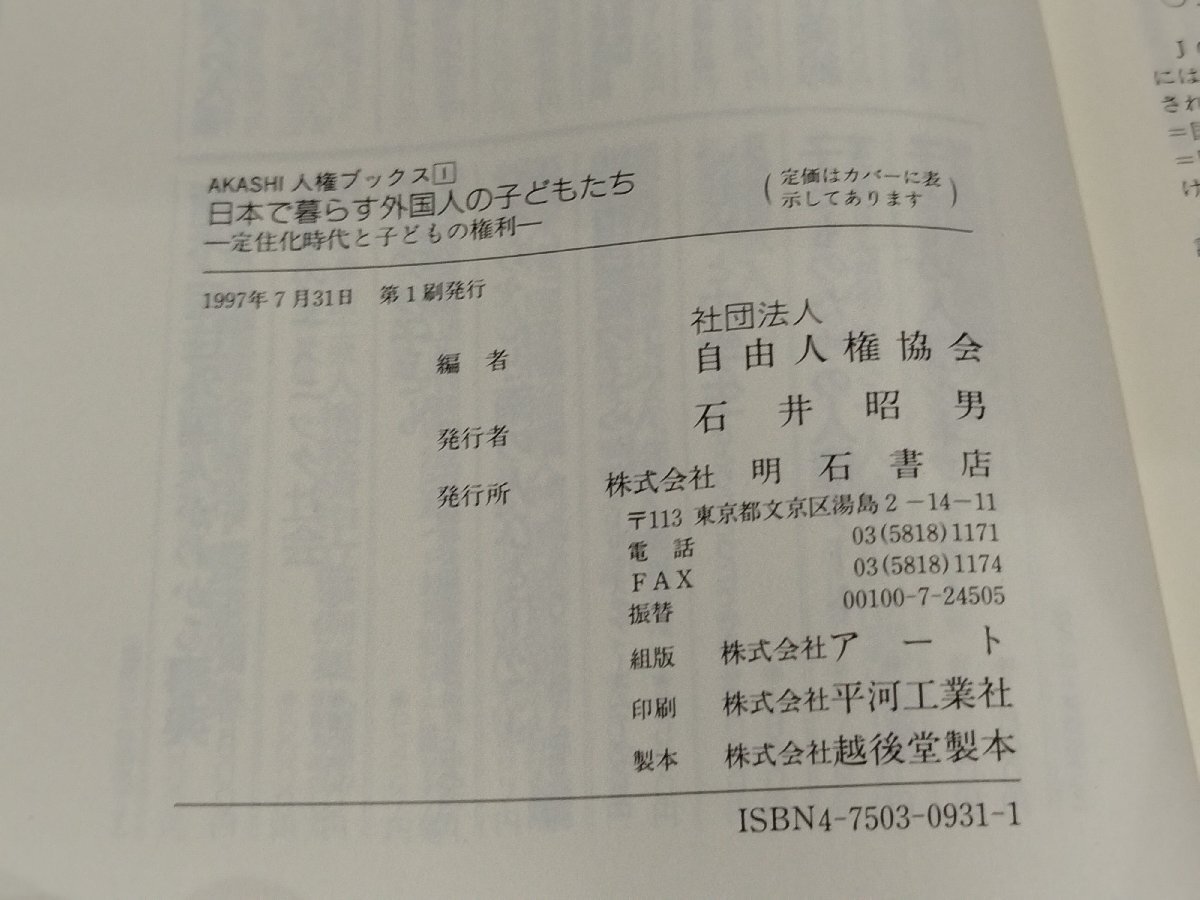 AKASHI 人権ブックス1
日本で暮らす外国人の子どもたち
―定住化時代と子どもの権利―
(定価はカバーに表
示してあります)
1997年7月31日 第1刷発行
編者 社団法人
自由人権協会
発行者 石井昭男
発行所 株式会社 明石書店
〒113 東京都文京区湯島2-14-11
電話 03(5818)1171
FAX 03(5818)1174
振替 00100-7-24505
組版 株式会社アート
印刷 株式会社平河工業社
製本 株式会社越後堂製本
ISBN4-7503-0931-1
には
され